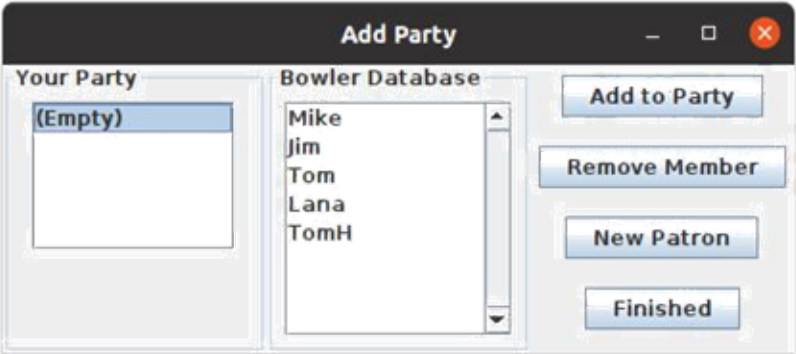 Add Party
Your Party
(Empty)
Bowler Database
Mike
Jim
Tom
Lana
TomH
Add to Party
Remove Member
New Patron
Finished